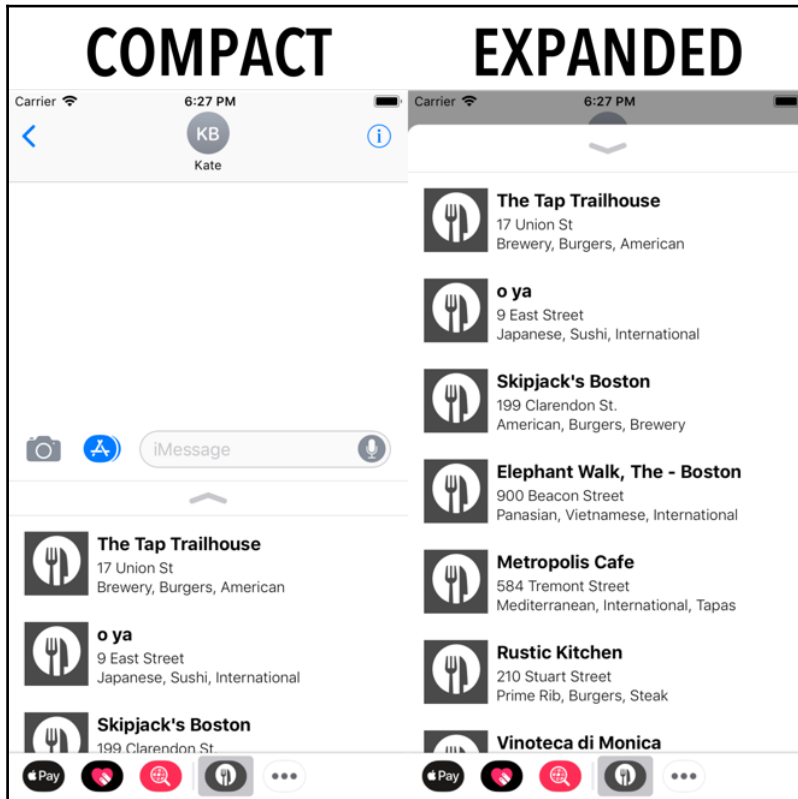 COMPACT
Carrier
6:27 PM
KB
Kate
iMessage
The Tap Trailhouse
17 Union St
Brewery, Burgers, American
o ya
9 East Street
Japanese, Sushi, International
Skipjack's Boston
199 Clarendon St.
Pay
EXPANDED
Carrier
6:27 PM
The Tap Trailhouse
17 Union St
Brewery, Burgers, American
o ya
9 East Street
Japanese, Sushi, International
Skipjack's Boston
199 Clarendon St.
American, Burgers, Brewery
Elephant Walk, The - Boston
900 Beacon Street
Panasian, Vietnamese, International
Metropolis Cafe
584 Tremont Street
Mediterranean, International, Tapas
Rustic Kitchen
210 Stuart Street
Prime Rib, Burgers, Steak
Vinoteca di Monica
Pay